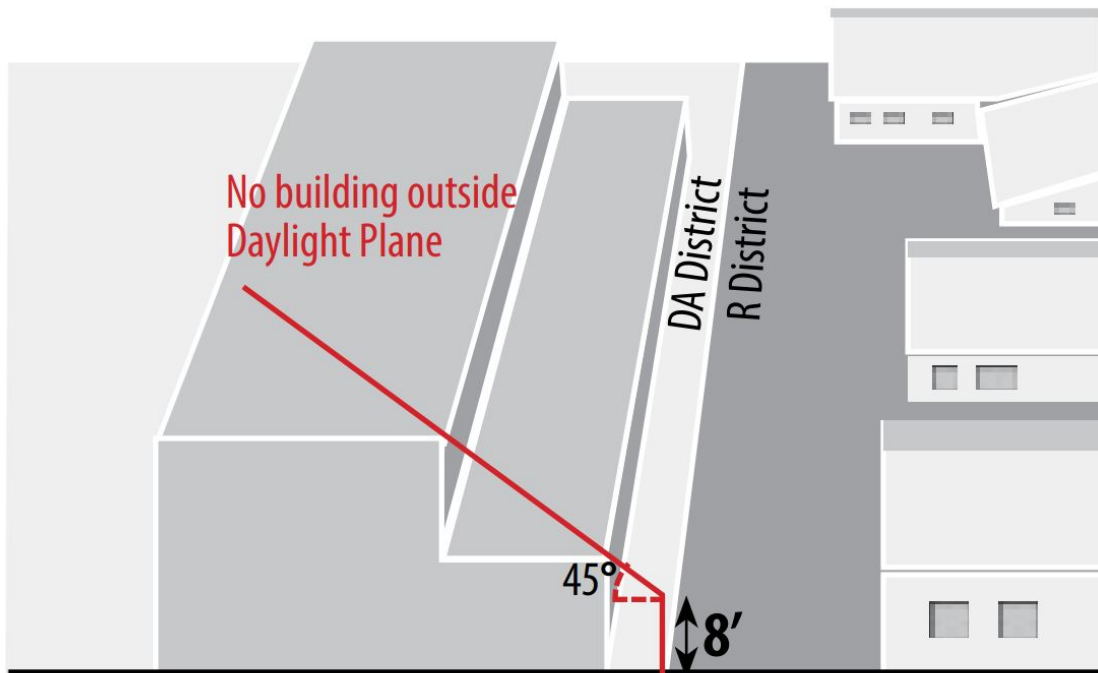 No building outside
Daylight Plane
DA District
R District
45°
8′